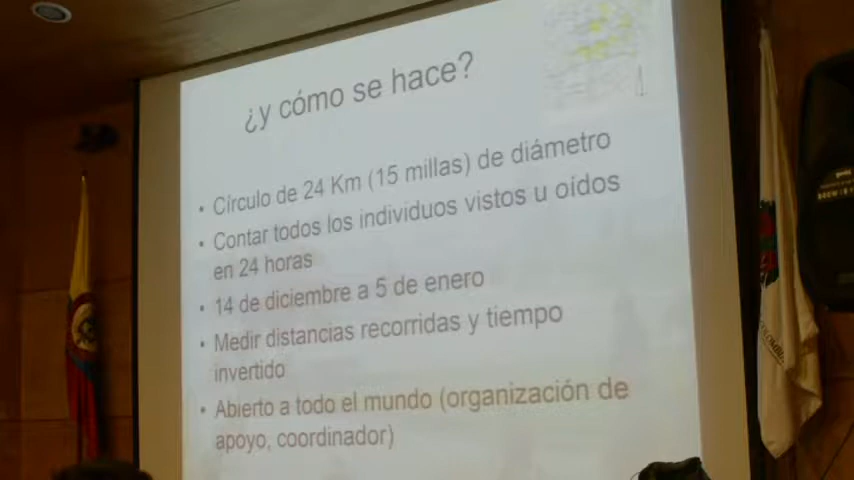 ¿y cómo se hace?
• Círculo de 24 Km (15 millas) de diámetro
• Contar todos los individuos vistos u oídos
en 24 horas
• 14 de diciembre a 5 de enero
• Medir distancias recorridas y tiempo
invertido
• Abierto a todo el mundo (organización de
apoyo, coordinador)